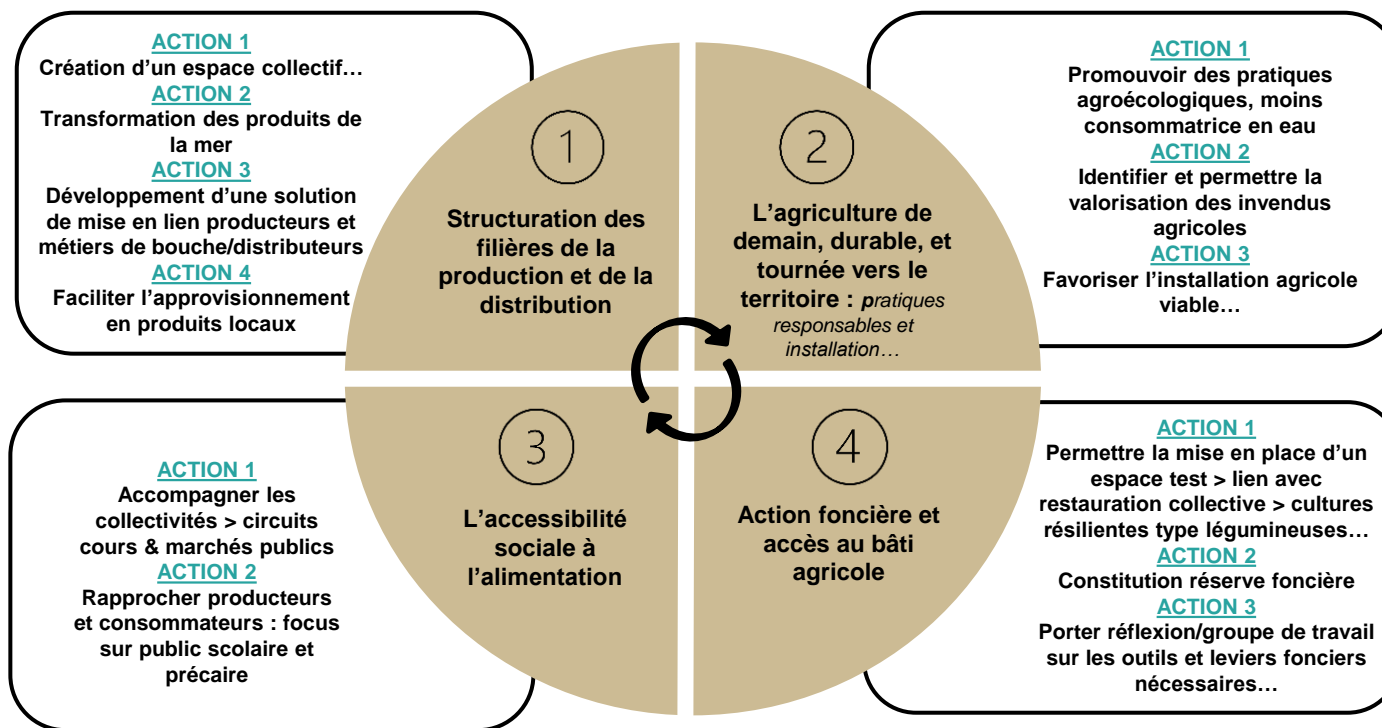 ACTION 1
Création d'un espace collectif…
ACTION 2
Transformation des produits de
la mer
ACTION 3
Développement d'une solution
de mise en lien producteurs et
métiers de bouche/distributeurs
ACTION 4
Faciliter l'approvisionnement
en produits locaux
1
Structuration des
filières de la
production et de la
distribution
2
L'agriculture de
demain, durable, et
tournée vers le
territoire : pratiques
responsables et
installation…
ACTION 1
Promouvoir des pratiques
agroécologiques, moins
consommatrice en eau
ACTION 2
Identifier et permettre la
valorisation des invendus
agricoles
ACTION 3
Favoriser l'installation agricole
viable…
ACTION 1
Accompagner les
collectivités > circuits
cours & marchés publics
ACTION 2
Rapprocher producteurs
et consommateurs : focus
sur public scolaire et
précaire
3
L'accessibilité
sociale à
l'alimentation
4
Action foncière et
accès au bâti
agricole
ACTION 1
Permettre la mise en place d'un
espace test > lien avec
restauration collective > cultures
résilientes type légumineuses…
ACTION 2
Constitution réserve foncière
ACTION 3
Porter réflexion/groupe de travail
sur les outils et leviers fonciers
nécessaires…